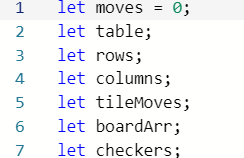 1 let moves = 0;
2 let table;
3 let rows;
4 let columns;
5 let tileMoves;
6 let boardArr;
7 let checkers;